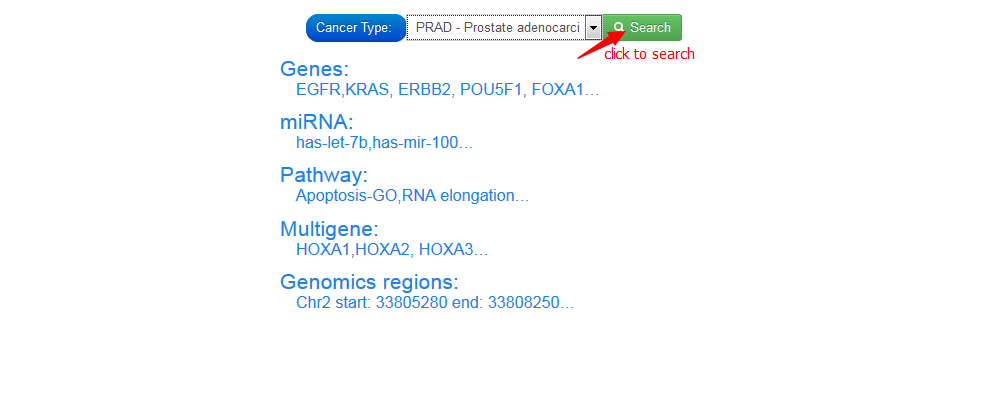 Cancer Type: PRAD - Prostate adenocarci Search
click to search
Genes:
EGFR,KRAS, ERBB2, POU5F1, FOXA1...
miRNA:
has-let-7b,has-mir-100...
Pathway:
Apoptosis-GO,RNA elongation...
Multigene:
HOXA1,HOXA2, HOXA3...
Genomics regions:
Chr2 start: 33805280 end: 33808250...